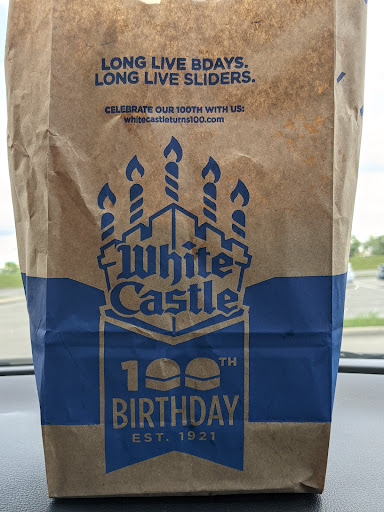 LONG LIVE BDAYS.
LONG LIVE SLIDERS.
CELEBRATE OUR 100TH WITH US:
whitecastleturns100.com
White
Castle
100TH
BIRTHDAY
EST. 1921